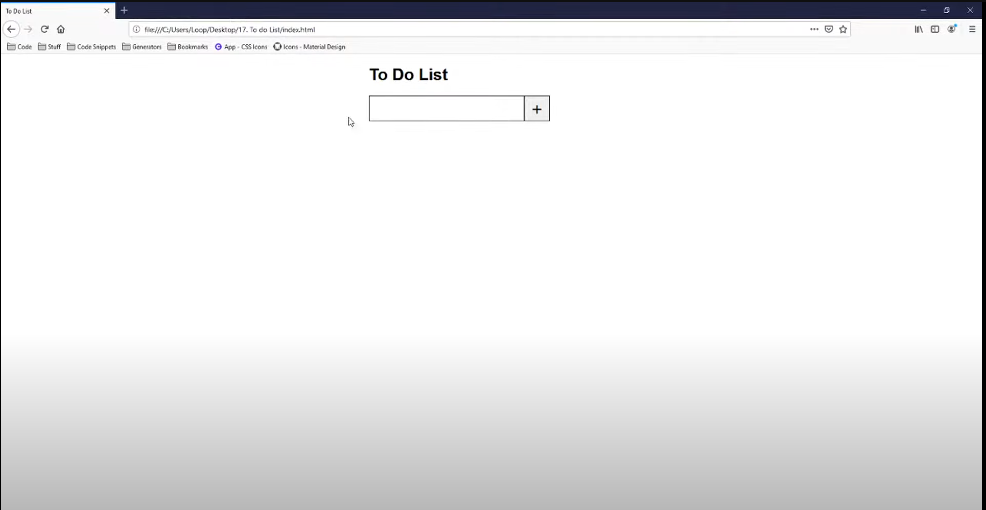 To Do List
file:///C:/Users/Loop/Desktop/17. To do List/index.html
Code Stuff Code Snippets Generators Bookmarks App - CSS Icons Icons - Material Design
To Do List
+